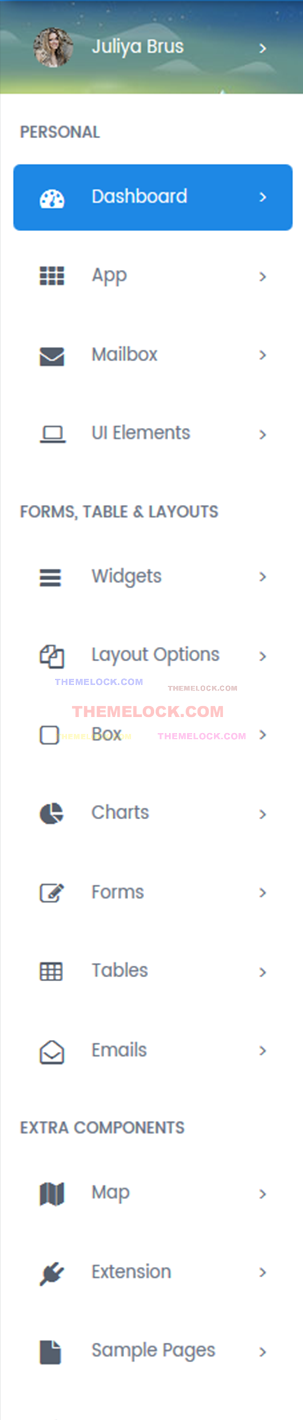 Juliya Brus
PERSONAL
Dashboard
App
Mailbox
UI Elements
FORMS, TABLE & LAYOUTS
Widgets
Layout Options
THEMELOCK.COM
THEMELOCK.COM
THEMELOCK.COM
Box
THEMELOCK.COM
Charts
Forms
Tables
Emails
EXTRA COMPONENTS
Map
Extension
Sample Pages